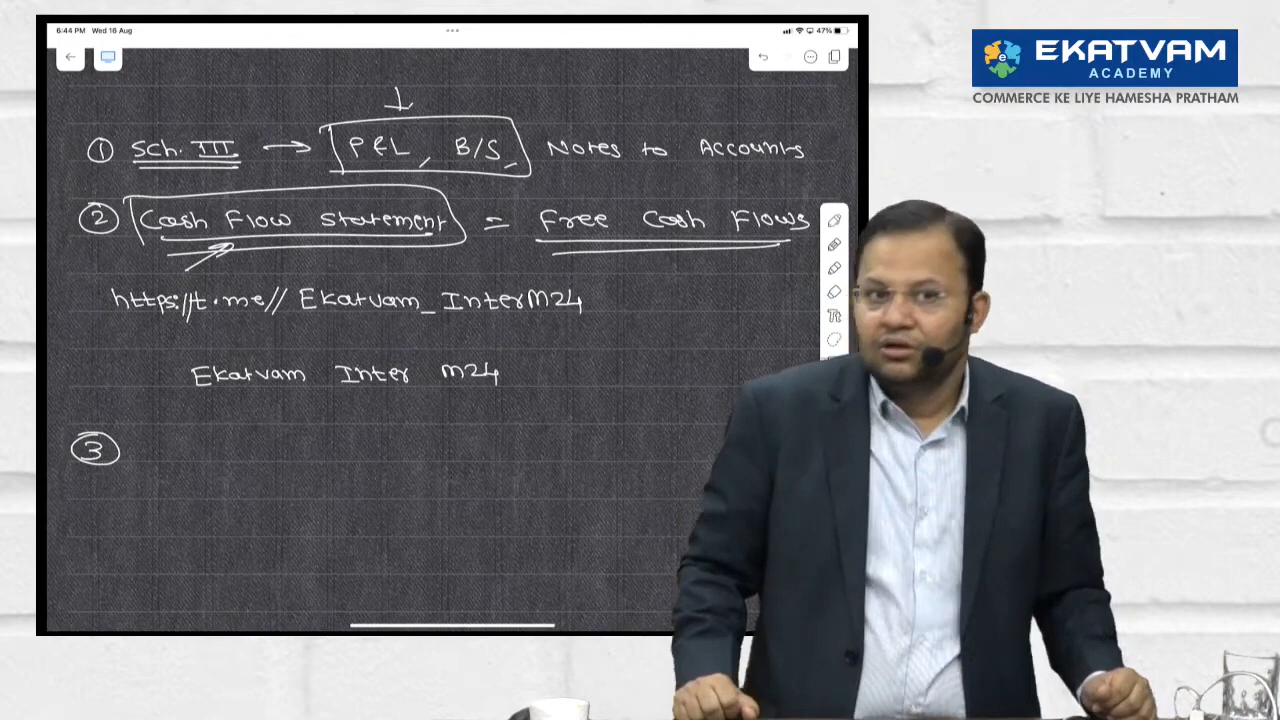 6:44 PM Wed 16 Aug
47%
EKATVAM
ACADEMY
COMMERCE KE LIYE HAMESHA PRATHAM
① Sch. III → P&L, B/S, Notes to Accounts
② Cash Flow Statement = Free Cash Flows
https://t.me// Ekatvam_InterM24
Ekatvam Inter M24
③